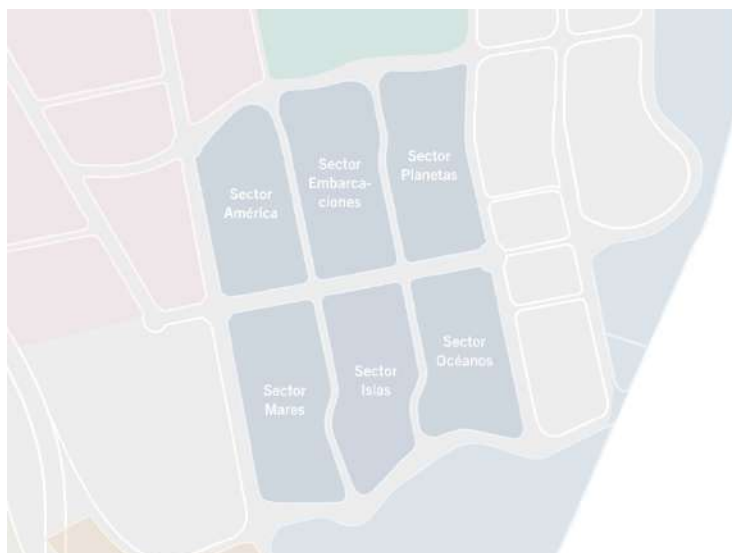 Sector
América
Sector
Embarca-
ciones
Sector
Planetas
Sector
Mares
Sector
Islas
Sector
Océanos